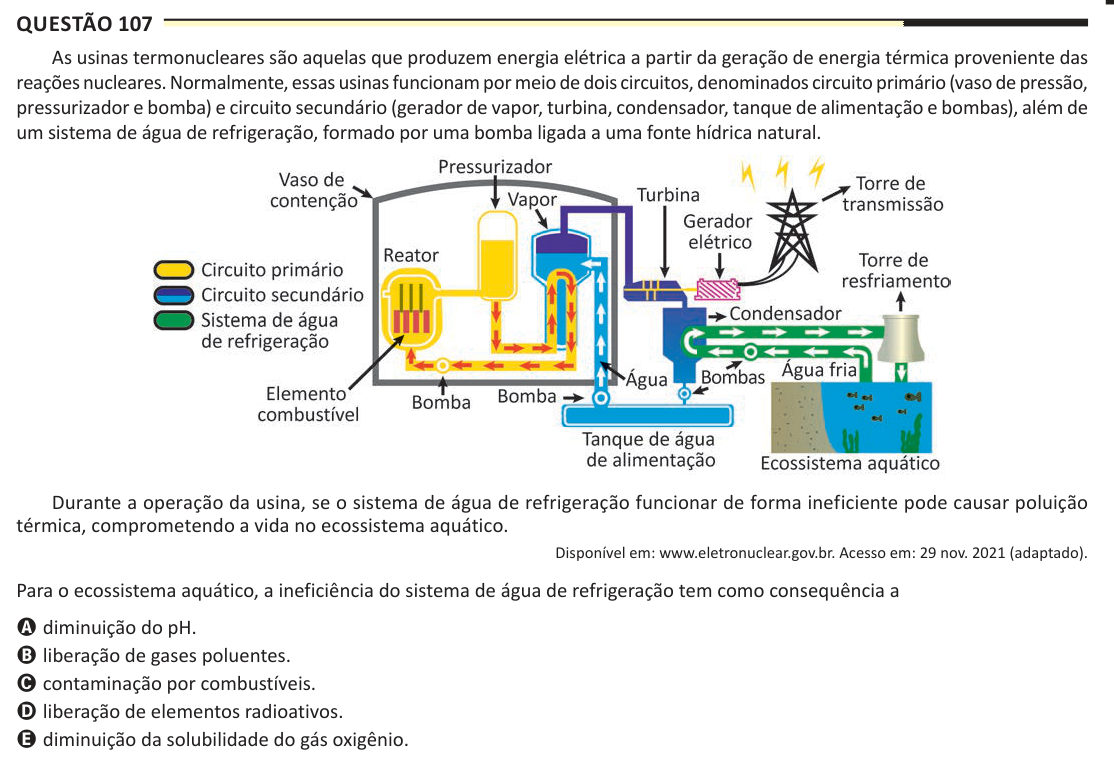 QUESTÃO 107
As usinas termonucleares são aquelas que produzem energia elétrica a partir da geração de energia térmica proveniente das
reações nucleares. Normalmente, essas usinas funcionam por meio de dois circuitos, denominados circuito primário (vaso de pressão,
pressurizador e bomba) e circuito secundário (gerador de vapor, turbina, condensador, tanque de alimentação e bombas), além de
um sistema de água de refrigeração, formado por uma bomba ligada a uma fonte hídrica natural.
Vaso de
contenção
Pressurizador
Vapor
Turbina
Gerador
elétrico
Torre de
transmissão
Reator
Torre de
resfriamento
Circuito primário
Circuito secundário
Sistema de água
de refrigeração
Condensador
Elemento
combustível
Bomba
Bomba
Água
Bombas
Água fria
Tanque de água
de alimentação
Ecossistema aquático
Durante a operação da usina, se o sistema de água de refrigeração funcionar de forma ineficiente pode causar poluição
térmica, comprometendo a vida no ecossistema aquático.
Disponível em: www.eletronuclear.gov.br. Acesso em: 29 nov. 2021 (adaptado).
Para o ecossistema aquático, a ineficiência do sistema de água de refrigeração tem como consequência a
A diminuição do pH.
B liberação de gases poluentes.
C contaminação por combustíveis.
D liberação de elementos radioativos.
E diminuição da solubilidade do gás oxigênio.